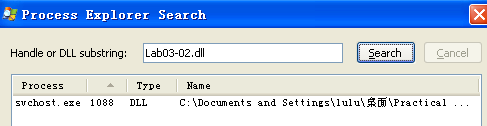 Process Explorer Search
Handle or DLL substring: Lab03-02.dll Search Cancel
Process Type Name
svchost.exe 1088 DLL C:\Documents and Settings\lulu\桌面\Practical ...